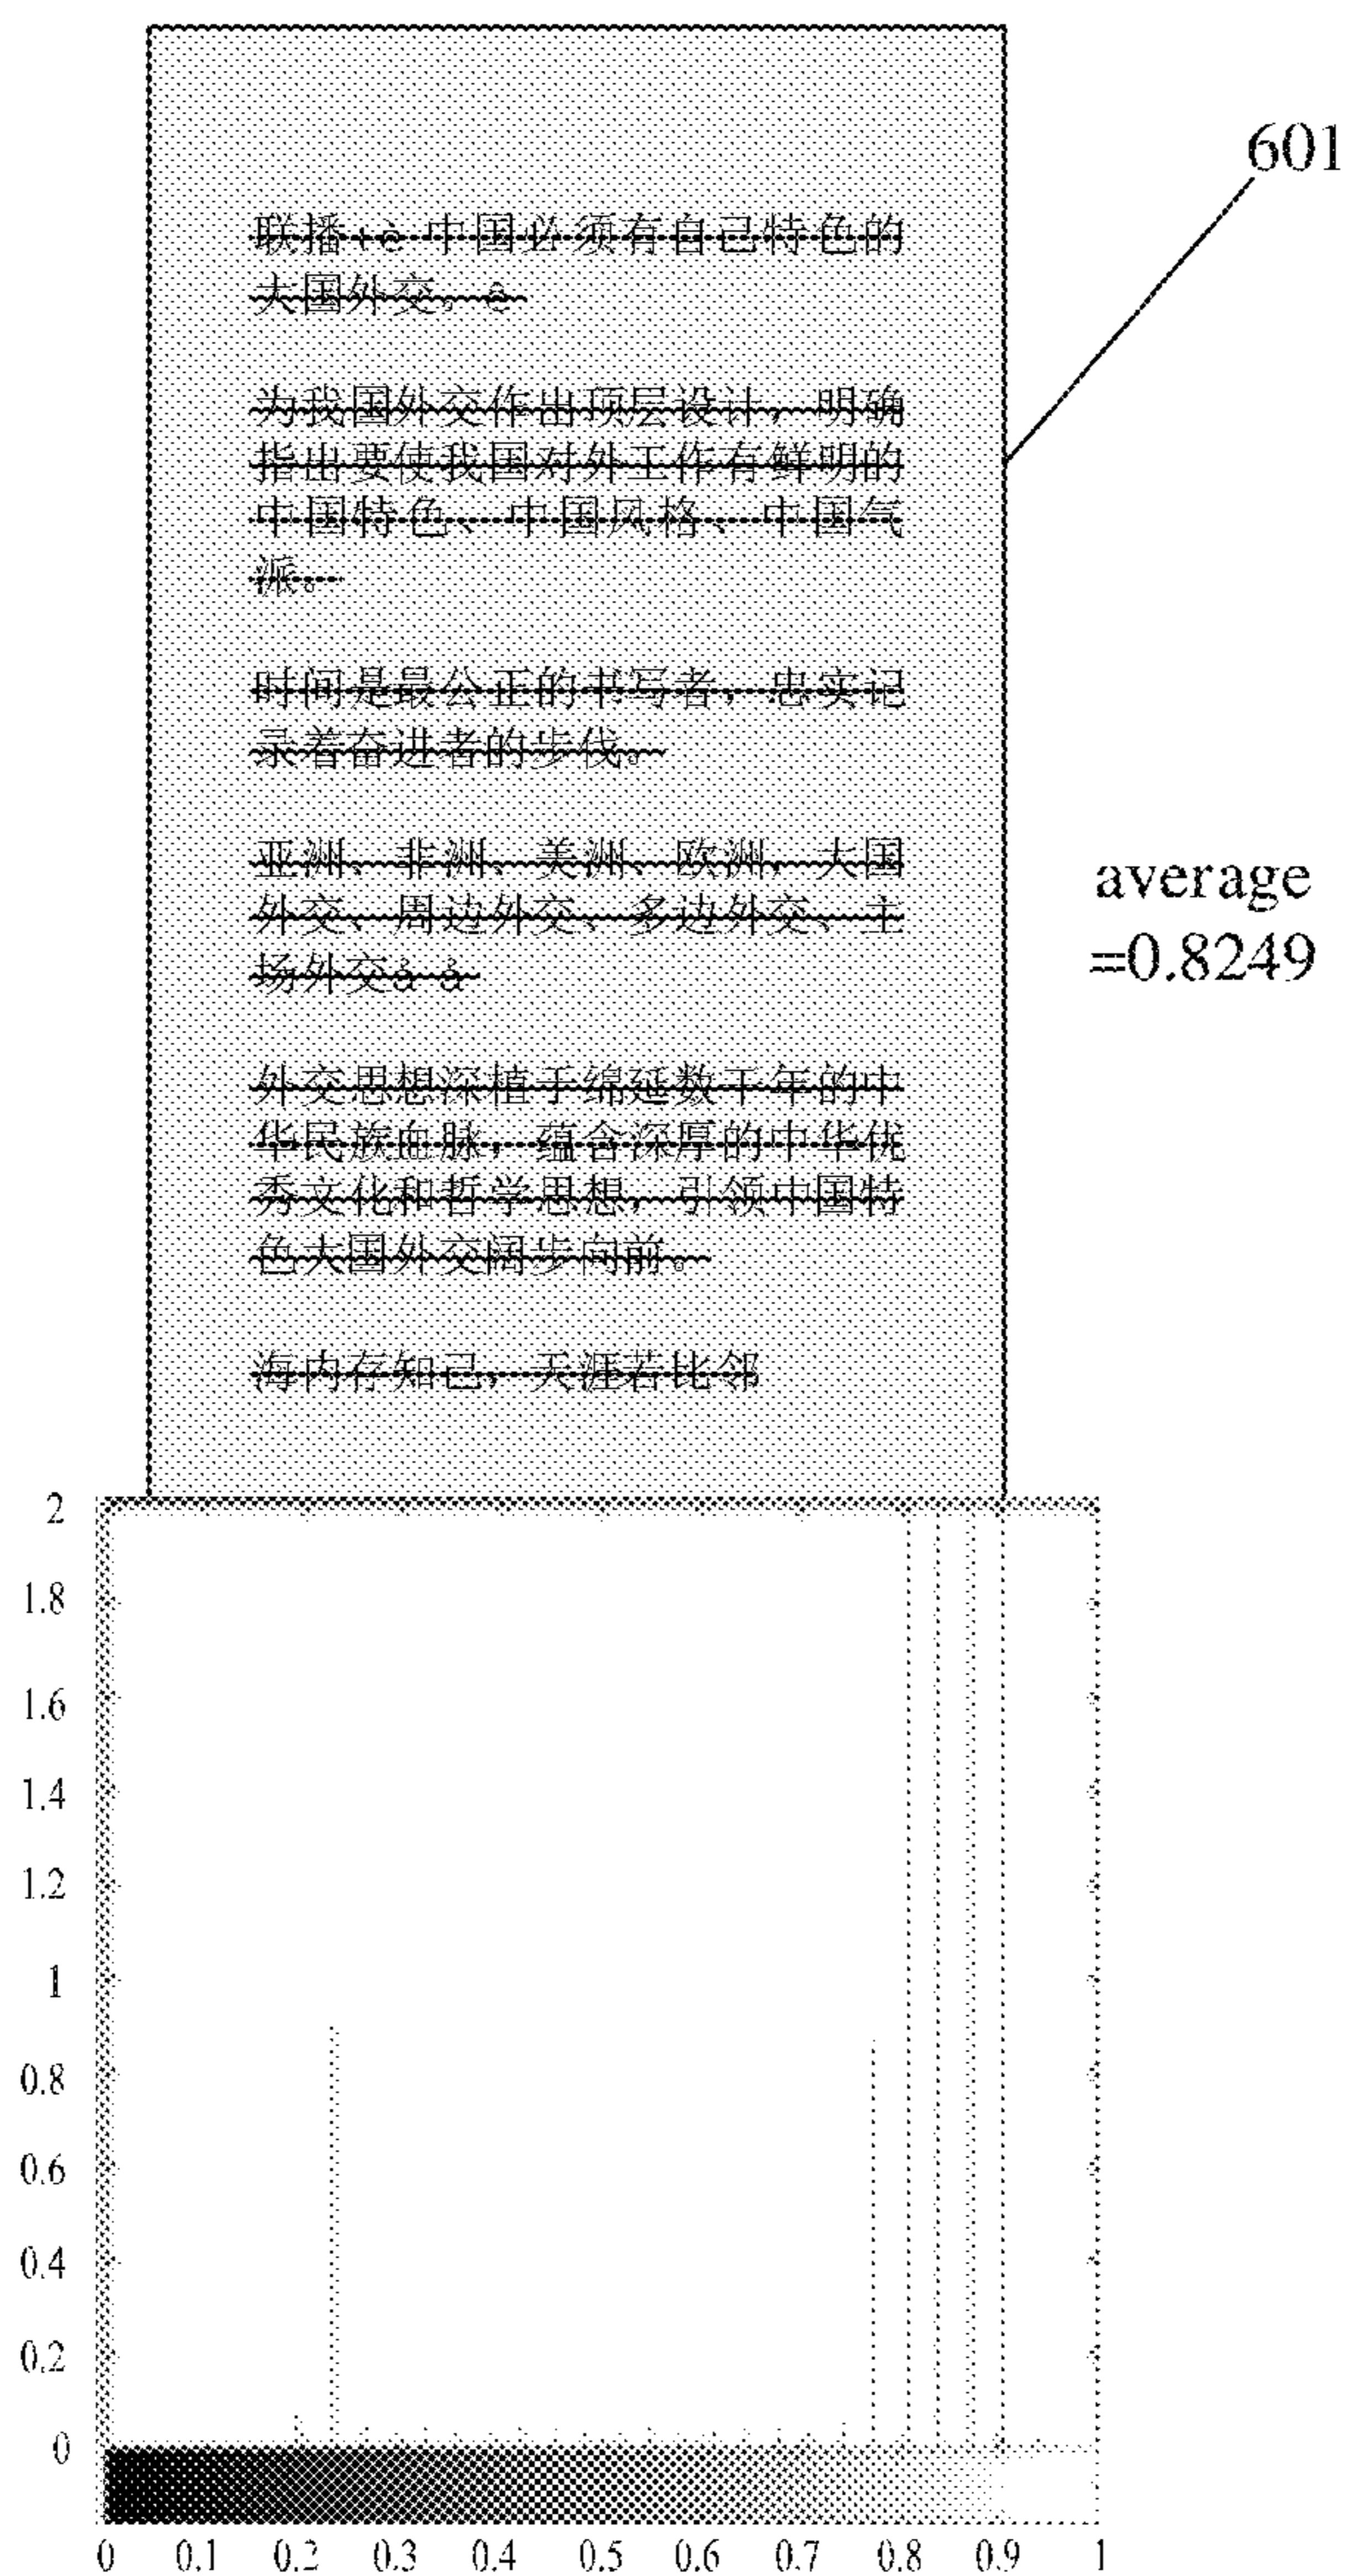 601
联播+è 中国必须有自己特色的
大国外交。ê
为我国外交作出顶层设计，明确
指出要使我国对外工作有鲜明的
中国特色、中国风格、中国气
派。
时间是最公正的书写者，忠实记
录着奋进者的步伐。
亚洲、非洲、美洲、欧洲，大国
外交、周边外交、多边外交、主
场外交å å
外交思想深植于绵延数千年的中
华民族血脉，蕴含深厚的中华优
秀文化和哲学思想，引领中国特
色大国外交阔步向前。
海内存知己，天涯若比邻
average
=0.8249
2
1.8
1.6
1.4
1.2
1
0.8
0.6
0.4
0.2
0
0 0.1 0.2 0.3 0.4 0.5 0.6 0.7 0.8 0.9 1